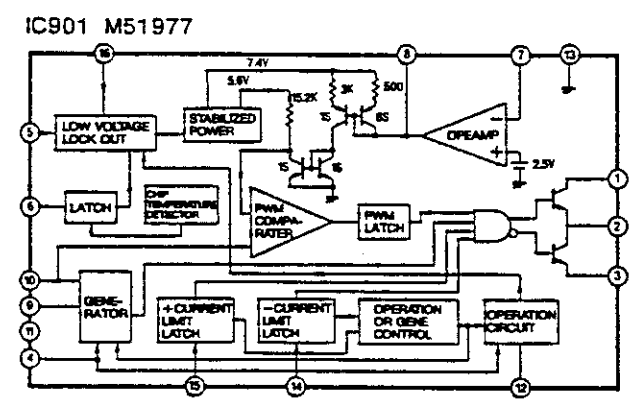 IC901 M51977
16
8
7
13
7.4V
5.6V
15.2K
3K
500
5
LOW VOLTAGE
LOCK OUT
STABILIZED
POWER
1S
6S
OPEAMP
2.5V
1S
6
LATCH
CHIP
TEMPERATURE
DETECTOR
PWM
COMPA-
RATER
PWM
LATCH
1
2
3
10
9
11
4
GENE-
RATOR
+CURRENT
LIMIT
LATCH
-CURRENT
LIMIT
LATCH
OPERATION
OR GENE
CONTROL
OPERATION
CIRCUIT
15
14
12